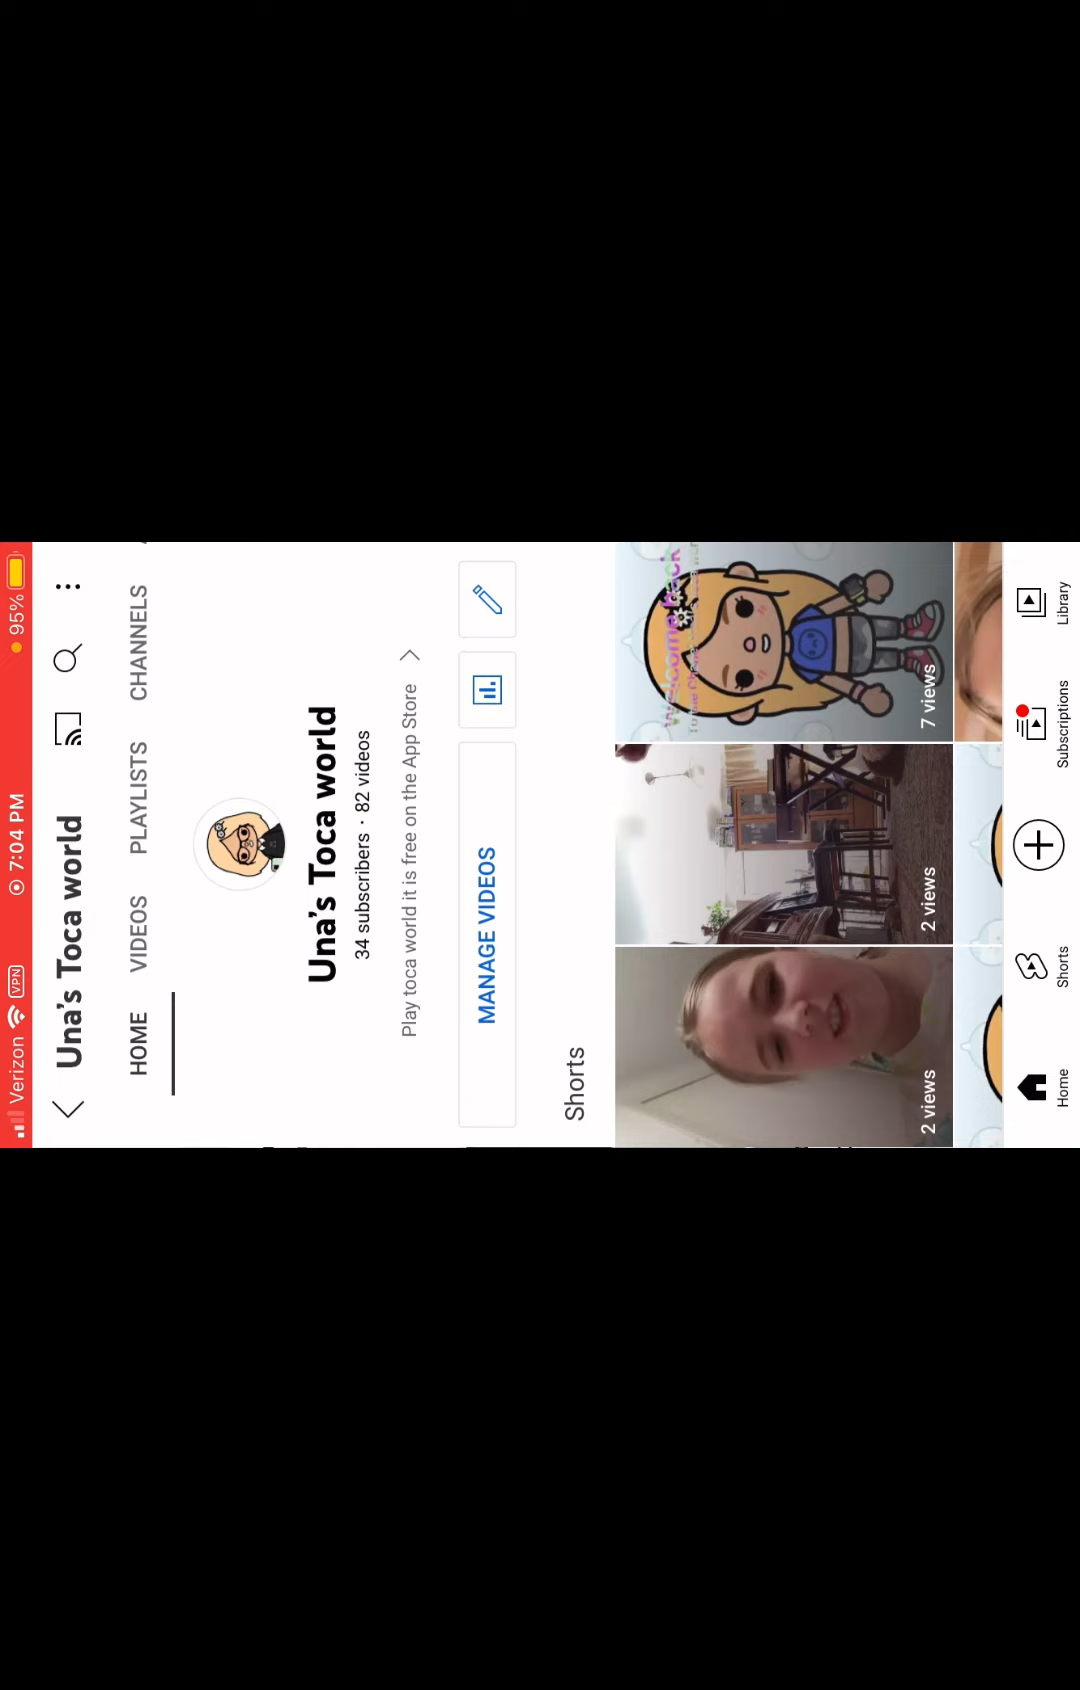 Verizon VPN 7:04 PM 95%
Una's Toca world
HOME VIDEOS PLAYLISTS CHANNELS
Una's Toca world
34 subscribers · 82 videos
Play toca world it is free on the App Store
MANAGE VIDEOS
Shorts
Welcome back
2 views
2 views
7 views
Home
Shorts
Subscriptions
Library